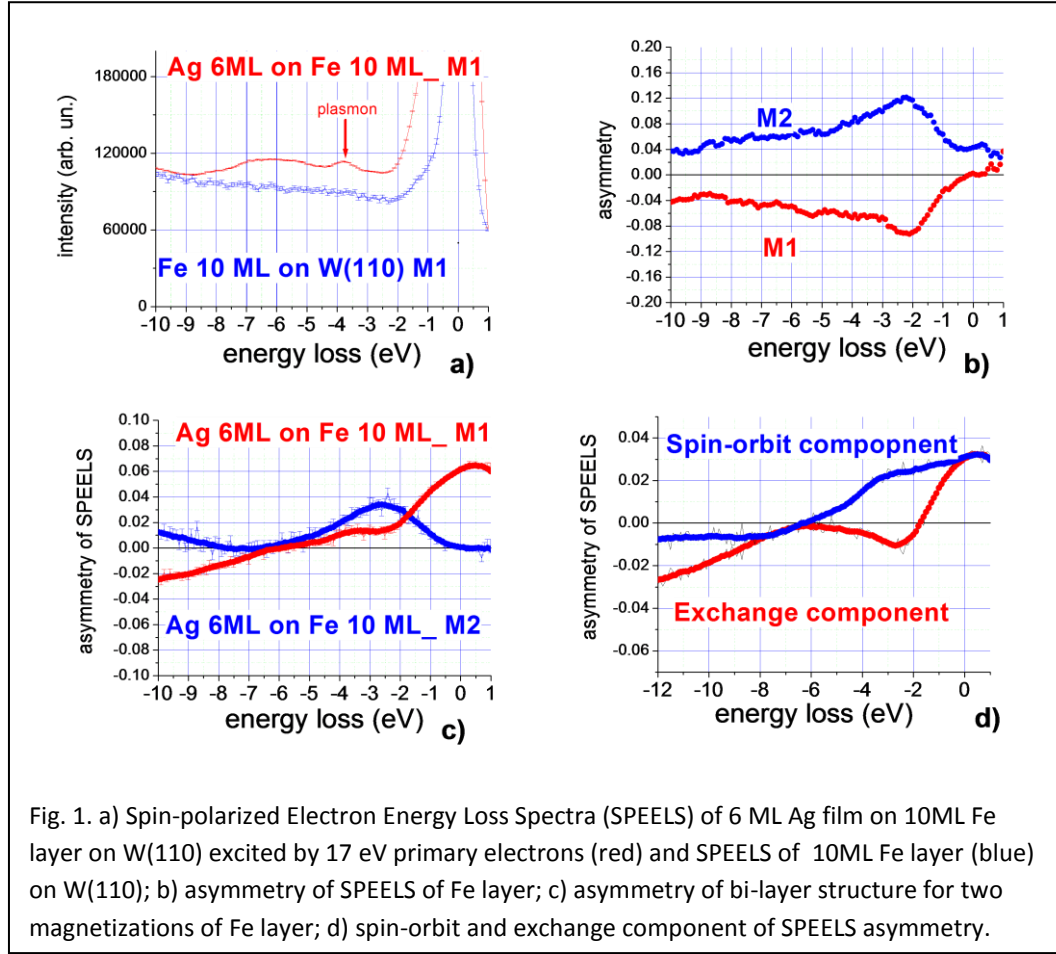 Ag 6ML on Fe 10 ML_ M1
plasmon
Fe 10 ML on W(110) M1
intensity (arb. un.)
180000
120000
60000
0
-10 -9 -8 -7 -6 -5 -4 -3 -2 -1 0 1
energy loss (eV)
a)
M2
M1
asymmetry
0.20
0.16
0.12
0.08
0.04
0.00
-0.04
-0.08
-0.12
-0.16
-0.20
-10 -9 -8 -7 -6 -5 -4 -3 -2 -1 0 1
energy loss (eV)
b)
Ag 6ML on Fe 10 ML_ M1
Ag 6ML on Fe 10 ML_ M2
asymmetry of SPEELS
0.10
0.08
0.06
0.04
0.02
0.00
-0.02
-0.04
-0.06
-0.08
-0.10
-10 -9 -8 -7 -6 -5 -4 -3 -2 -1 0 1
energy loss (eV)
c)
Spin-orbit compopnent
Exchange component
asymmetry of SPEELS
0.04
0.02
0.00
-0.02
-0.04
-0.06
-12 -10 -8 -6 -4 -2 0
energy loss (eV)
d)
Fig. 1. a) Spin-polarized Electron Energy Loss Spectra (SPEELS) of 6 ML Ag film on 10ML Fe
layer on W(110) excited by 17 eV primary electrons (red) and SPEELS of 10ML Fe layer (blue)
on W(110); b) asymmetry of SPEELS of Fe layer; c) asymmetry of bi-layer structure for two
magnetizations of Fe layer; d) spin-orbit and exchange component of SPEELS asymmetry.